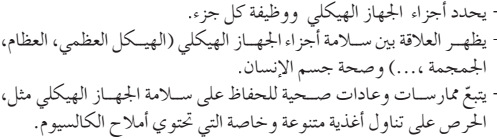 - يحدد أجزاء الجهاز الهيكلي ووظيفة كل جزء.
- يظهر العلاقة بين سلامة أجزاء الجهاز الهيكلي (الهيكل العظمي، العظام، الجمجمة ،...) وصحة جسم الإنسان.
- يتبعّ ممارسات وعادات صحية للحفاظ على سلامة الجهاز الهيكلي مثل، الحرص على تناول أغذية متنوعة وخاصة التي تحتوي أملاح الكالسيوم.